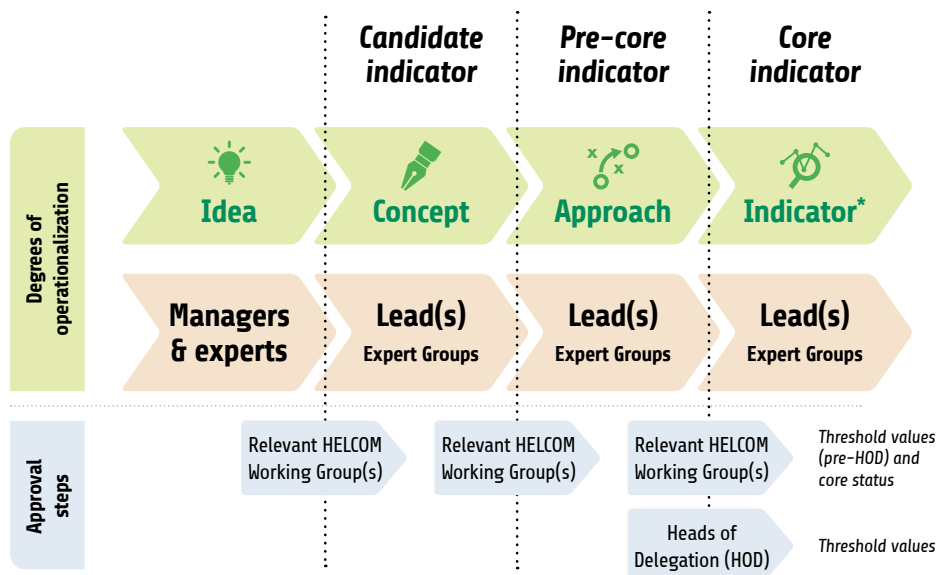 Candidate
indicator
Pre-core
indicator
Core
indicator
Degrees of
operationalization
Idea
Concept
Approach
Indicator*
Managers
& experts
Lead(s)
Expert Groups
Lead(s)
Expert Groups
Lead(s)
Expert Groups
Approval
steps
Relevant HELCOM
Working Group(s)
Relevant HELCOM
Working Group(s)
Relevant HELCOM
Working Group(s)
Threshold values
(pre-HOD) and
core status
Heads of
Delegation (HOD)
Threshold values